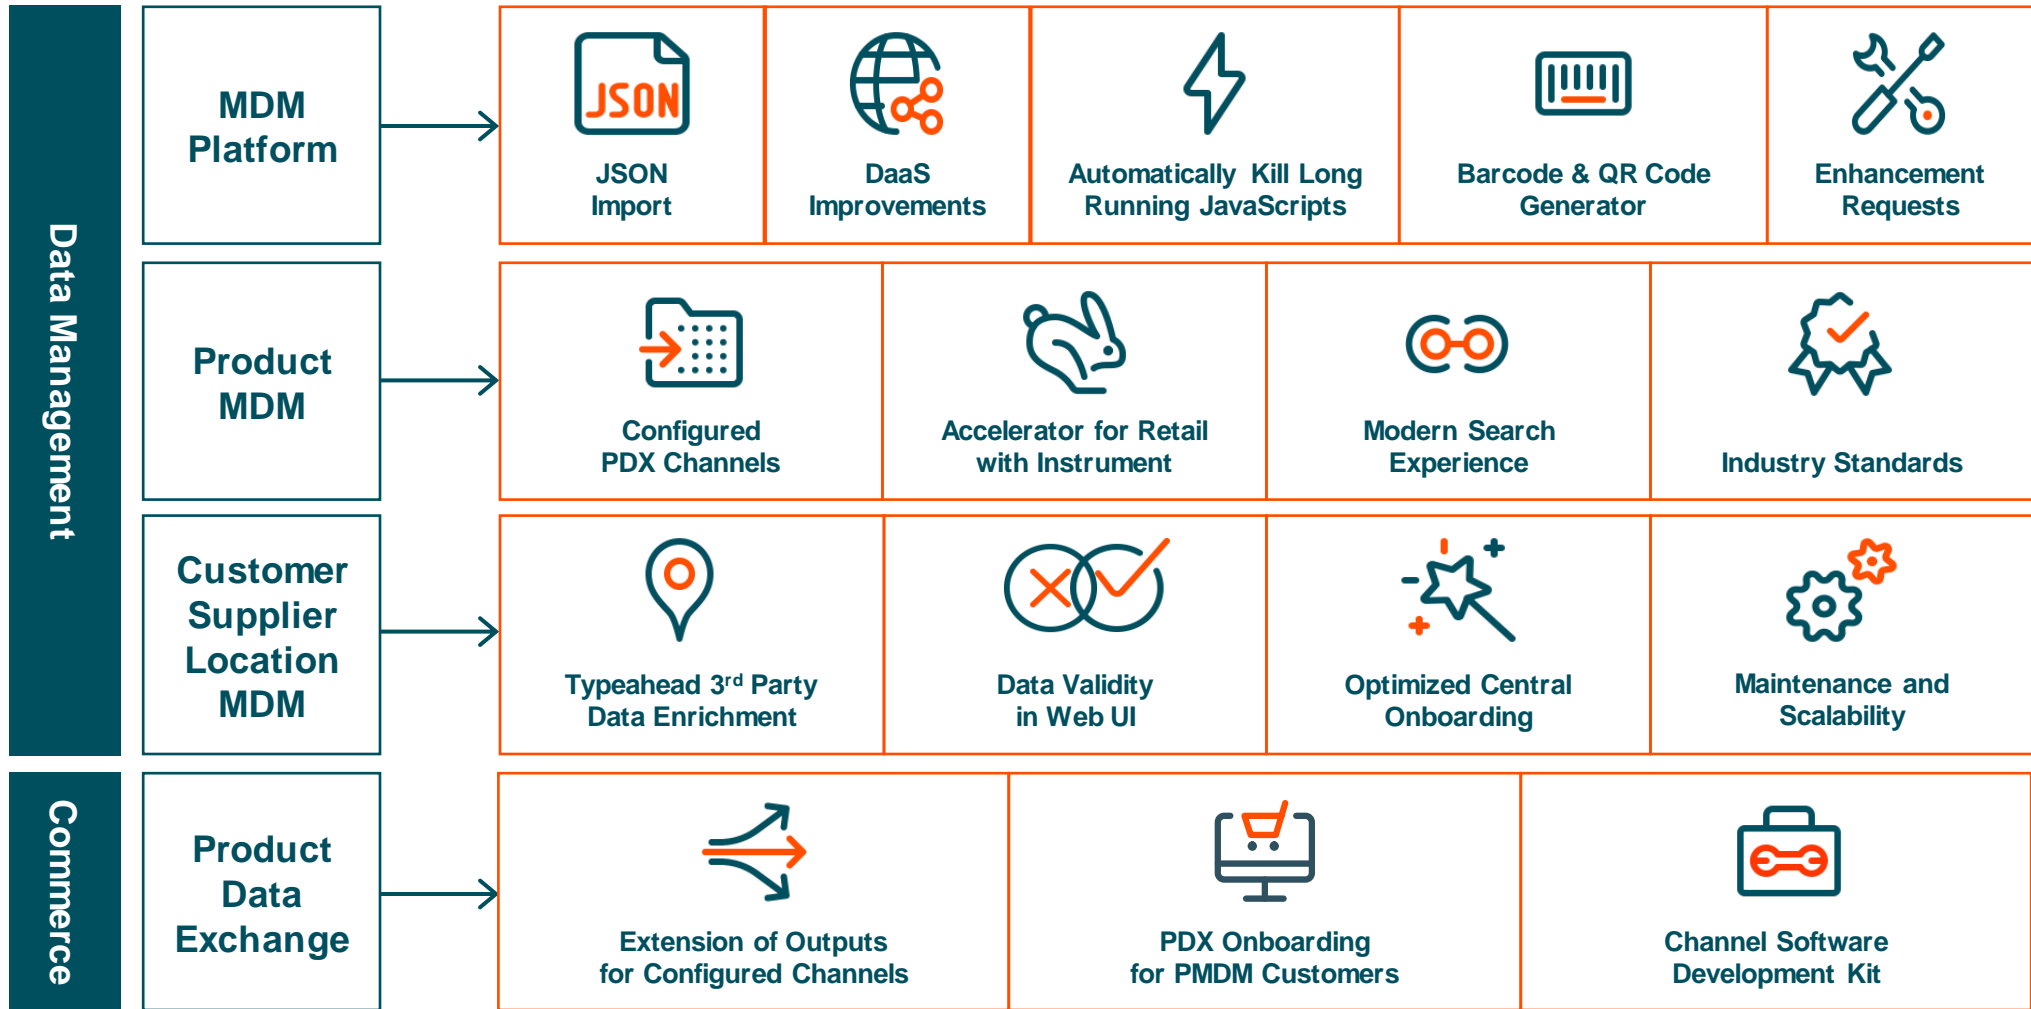 Data Management
MDM
Platform
JSON
JSON
Import
DaaS
Improvements
Automatically Kill Long
Running JavaScripts
Barcode & QR Code
Generator
Enhancement
Requests
Product
MDM
Configured
PDX Channels
Accelerator for Retail
with Instrument
Modern Search
Experience
Industry Standards
Customer
Supplier
Location
MDM
Typeahead 3rd Party
Data Enrichment
Data Validity
in Web UI
Optimized Central
Onboarding
Maintenance and
Scalability
Commerce
Product
Data
Exchange
Extension of Outputs
for Configured Channels
PDX Onboarding
for PMDM Customers
Channel Software
Development Kit